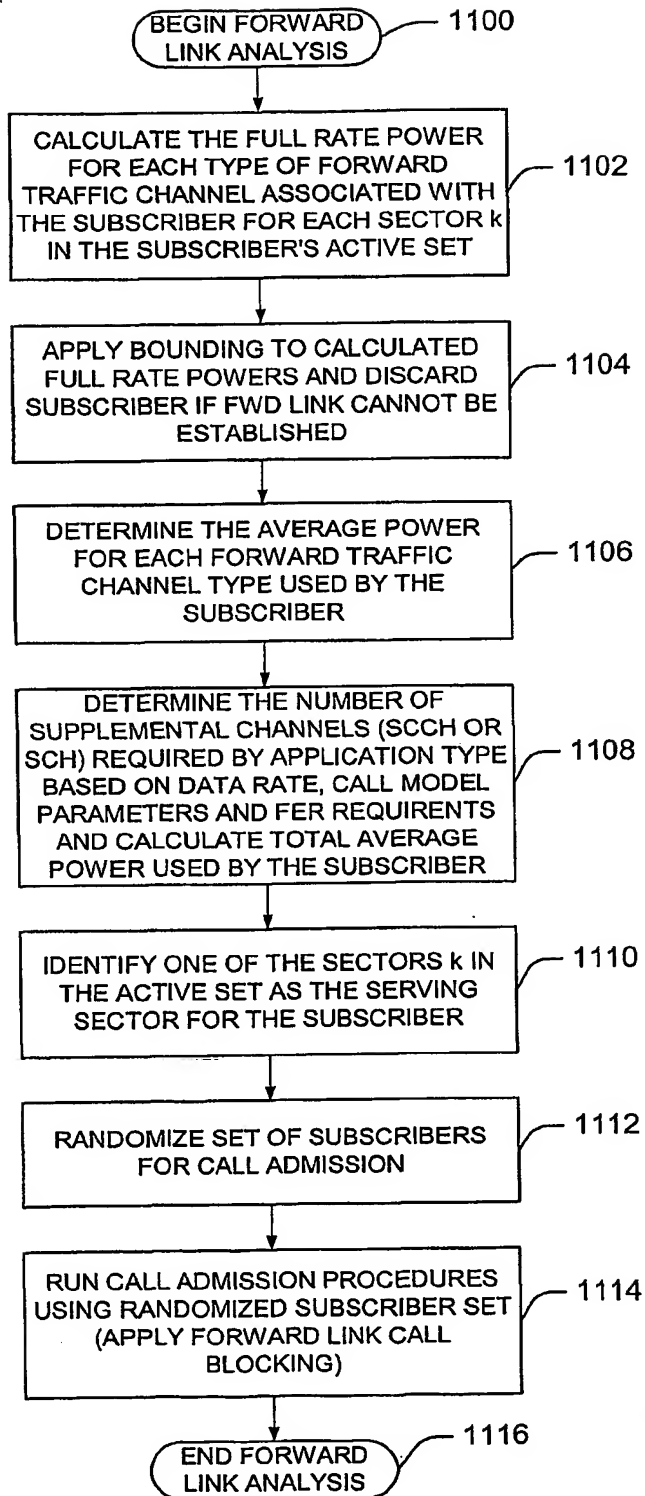 BEGIN FORWARD
LINK ANALYSIS
1100
CALCULATE THE FULL RATE POWER
FOR EACH TYPE OF FORWARD
TRAFFIC CHANNEL ASSOCIATED WITH
THE SUBSCRIBER FOR EACH SECTOR k
IN THE SUBSCRIBER'S ACTIVE SET
1102
APPLY BOUNDING TO CALCULATED
FULL RATE POWERS AND DISCARD
SUBSCRIBER IF FWD LINK CANNOT BE
ESTABLISHED
1104
DETERMINE THE AVERAGE POWER
FOR EACH FORWARD TRAFFIC
CHANNEL TYPE USED BY THE
SUBSCRIBER
1106
DETERMINE THE NUMBER OF
SUPPLEMENTAL CHANNELS (SCCH OR
SCH) REQUIRED BY APPLICATION TYPE
BASED ON DATA RATE, CALL MODEL
PARAMETERS AND FER REQUIRENTS
AND CALCULATE TOTAL AVERAGE
POWER USED BY THE SUBSCRIBER
1108
IDENTIFY ONE OF THE SECTORS k IN
THE ACTIVE SET AS THE SERVING
SECTOR FOR THE SUBSCRIBER
1110
RANDOMIZE SET OF SUBSCRIBERS
FOR CALL ADMISSION
1112
RUN CALL ADMISSION PROCEDURES
USING RANDOMIZED SUBSCRIBER SET
(APPLY FORWARD LINK CALL
BLOCKING)
1114
END FORWARD
LINK ANALYSIS
1116